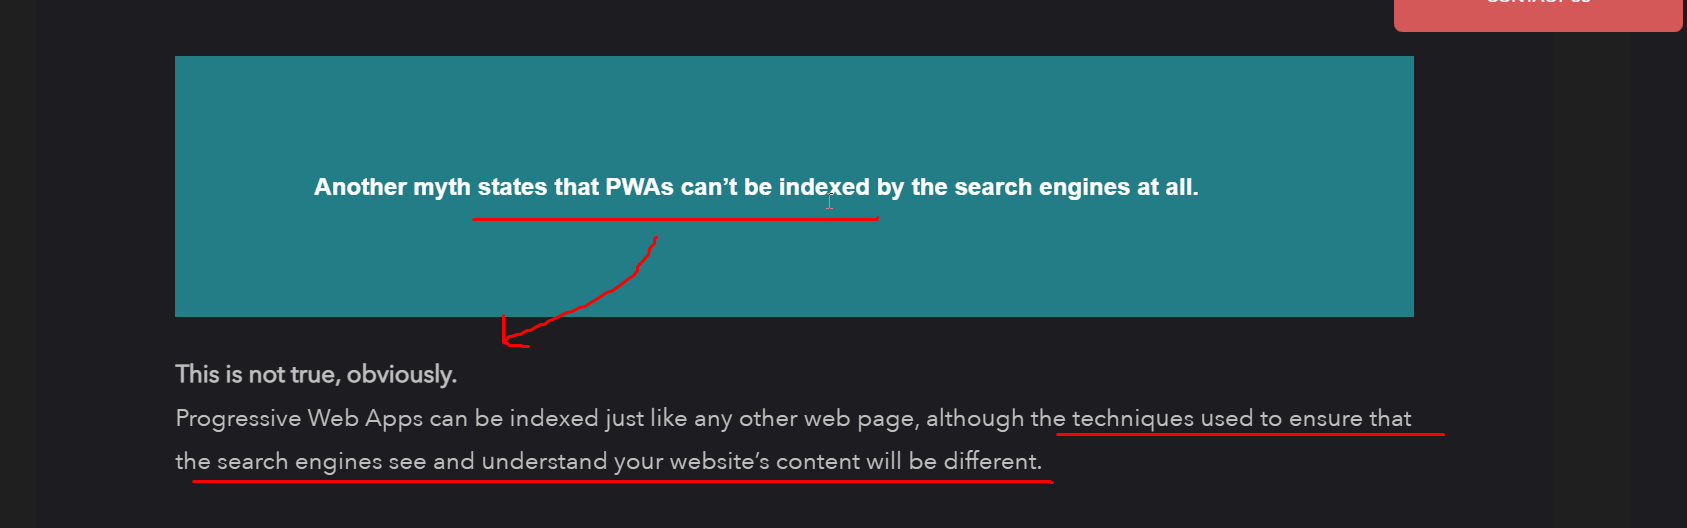 CONTACT US
Another myth states that PWAs can’t be indexed by the search engines at all.
This is not true, obviously.
Progressive Web Apps can be indexed just like any other web page, although the techniques used to ensure that
the search engines see and understand your website’s content will be different.